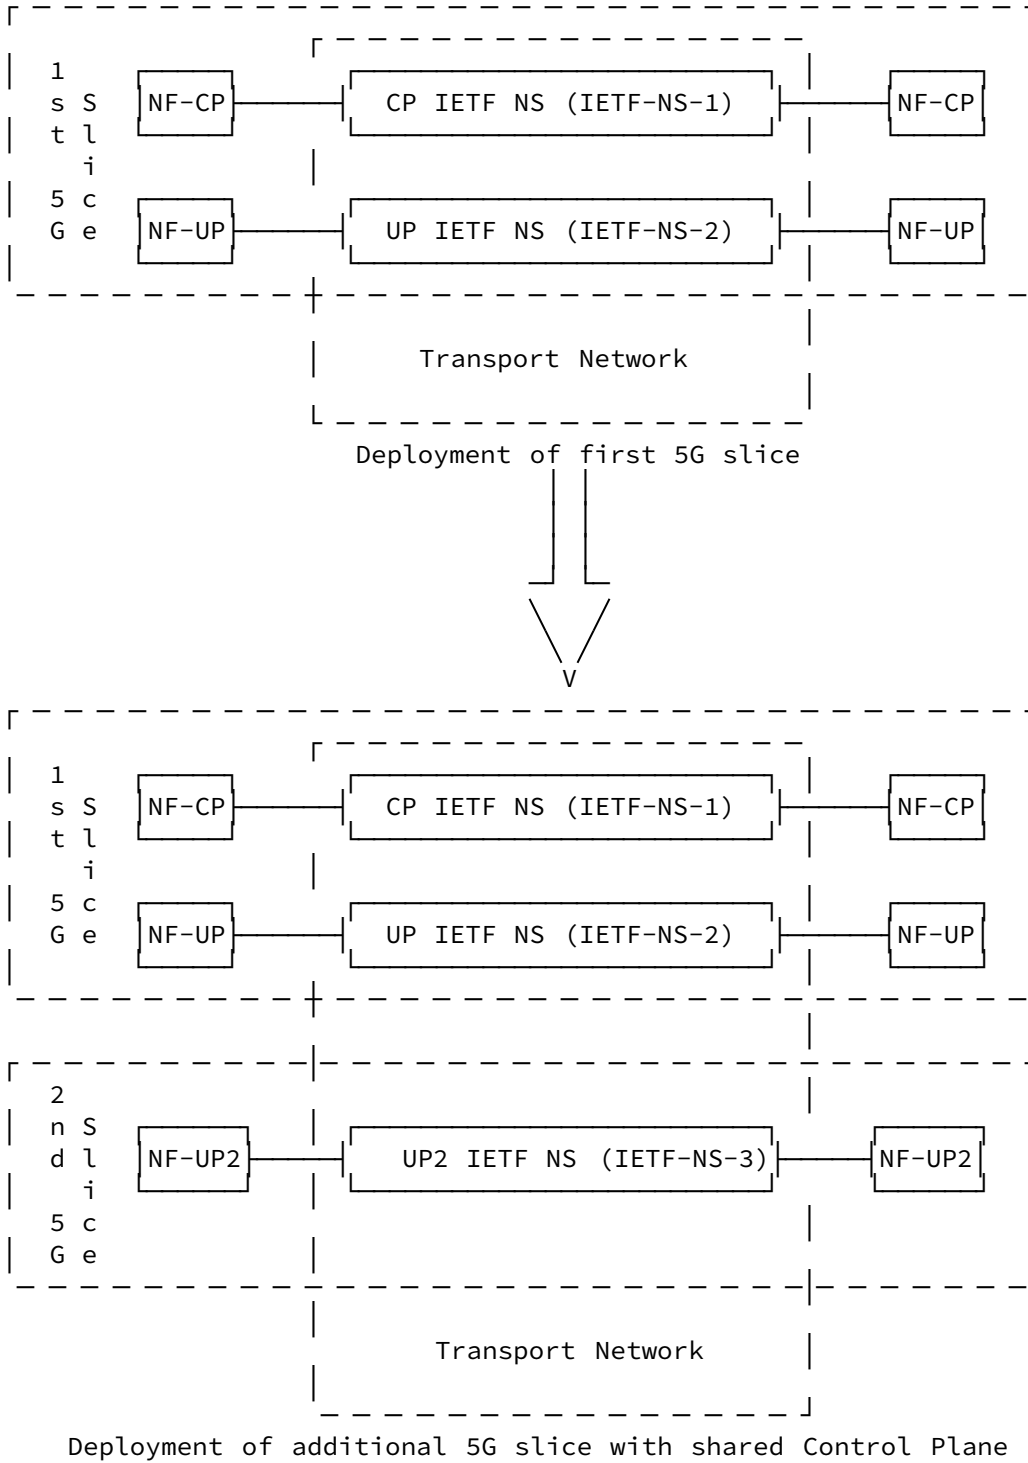 1
s S NF-CP CP IETF NS (IETF-NS-1) NF-CP
t l
i
5 c
G e NF-UP UP IETF NS (IETF-NS-2) NF-UP
Transport Network
Deployment of first 5G slice
V
1
s S NF-CP CP IETF NS (IETF-NS-1) NF-CP
t l
i
5 c
G e NF-UP UP IETF NS (IETF-NS-2) NF-UP
2
n S
d l NF-UP2 UP2 IETF NS (IETF-NS-3) NF-UP2
i
5 c
G e
Transport Network
Deployment of additional 5G slice with shared Control Plane